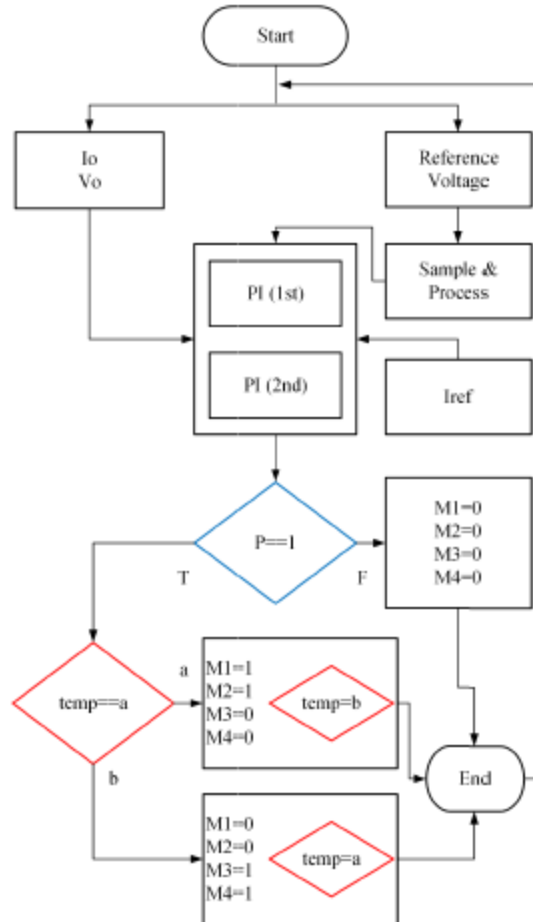 Start
Io
Vo
Reference
Voltage
PI (1st)
Sample &
Process
PI (2nd)
Iref
P==1
M1=0
M2=0
M3=0
M4=0
T
F
temp==a
a
M1=1
M2=1
M3=0
M4=0
temp=b
b
End
M1=0
M2=0
M3=1
M4=1
temp=a